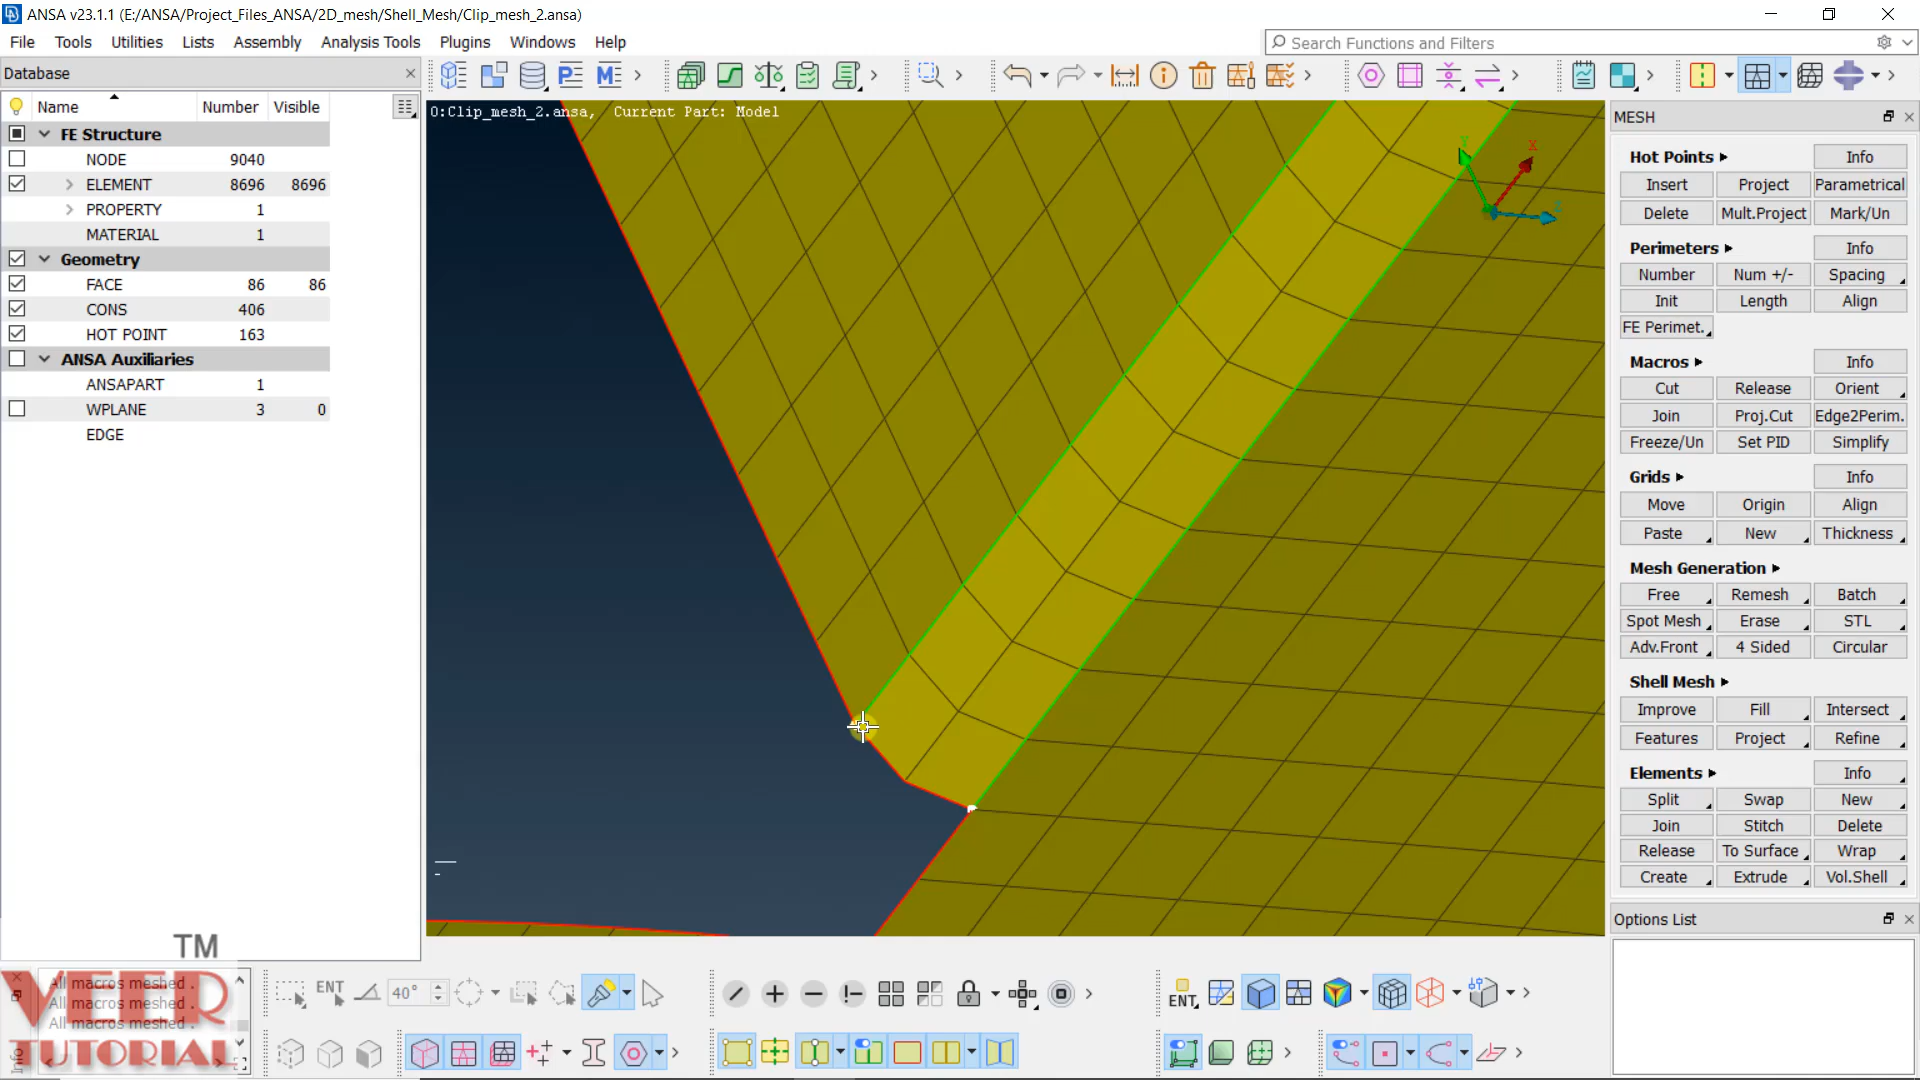 ANSA v23.1.1 (E:/ANSA/Project_Files_ANSA/2D_mesh/Shell_Mesh/Clip_mesh_2.ansa)
File Tools Utilities Lists Assembly Analysis Tools Plugins Windows Help
Search Functions and Filters
Database
Name Number Visible
FE Structure
NODE 9040
ELEMENT 8696 8696
PROPERTY 1
MATERIAL 1
Geometry
FACE 86 86
CONS 406
HOT POINT 163
ANSA Auxiliaries
ANSAPART 1
WPLANE 3 0
EDGE
0:Clip_mesh_2.ansa, Current Part: Model
Y X
MESH
Hot Points Info
Insert Project Parametrical
Delete Mult.Project Mark/Un
Perimeters Info
Number Num +/- Spacing
Init Length Align
FE Perimet.
Macros Info
Cut Release Orient
Join Proj.Cut Edge2Perim.
Freeze/Un Set PID Simplify
Grids Info
Move Origin Align
Paste New Thickness
Mesh Generation
Free Remesh Batch
Spot Mesh Erase STL
Adv.Front 4 Sided Circular
Shell Mesh
Improve Fill Intersect
Features Project Refine
Elements Info
Split Swap New
Join Stitch Delete
Release To Surface Wrap
Create Extrude Vol.Shell
Options List
TM
VEER
TUTORIAL
All macros meshed .
All macros meshed .
All macros meshed .
Info
ENT 40°
ENT